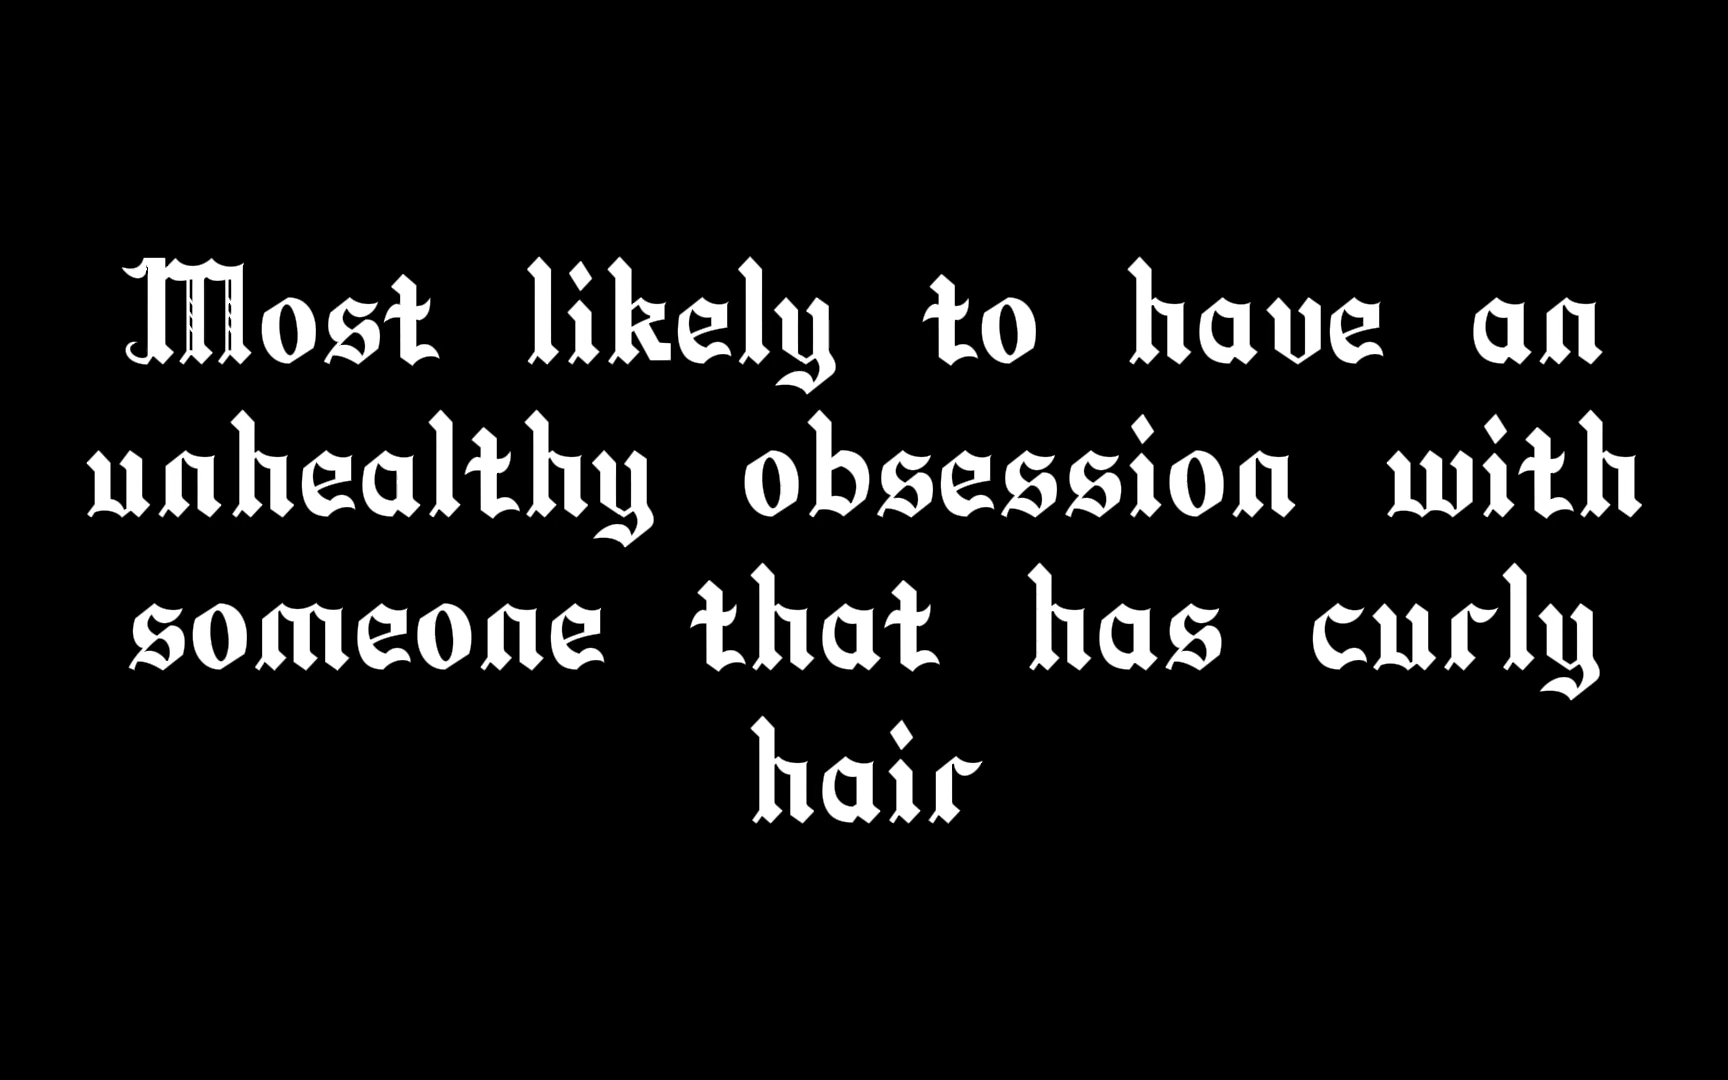 Most likely to have an
unhealthy obsession with
someone that has curly
hair